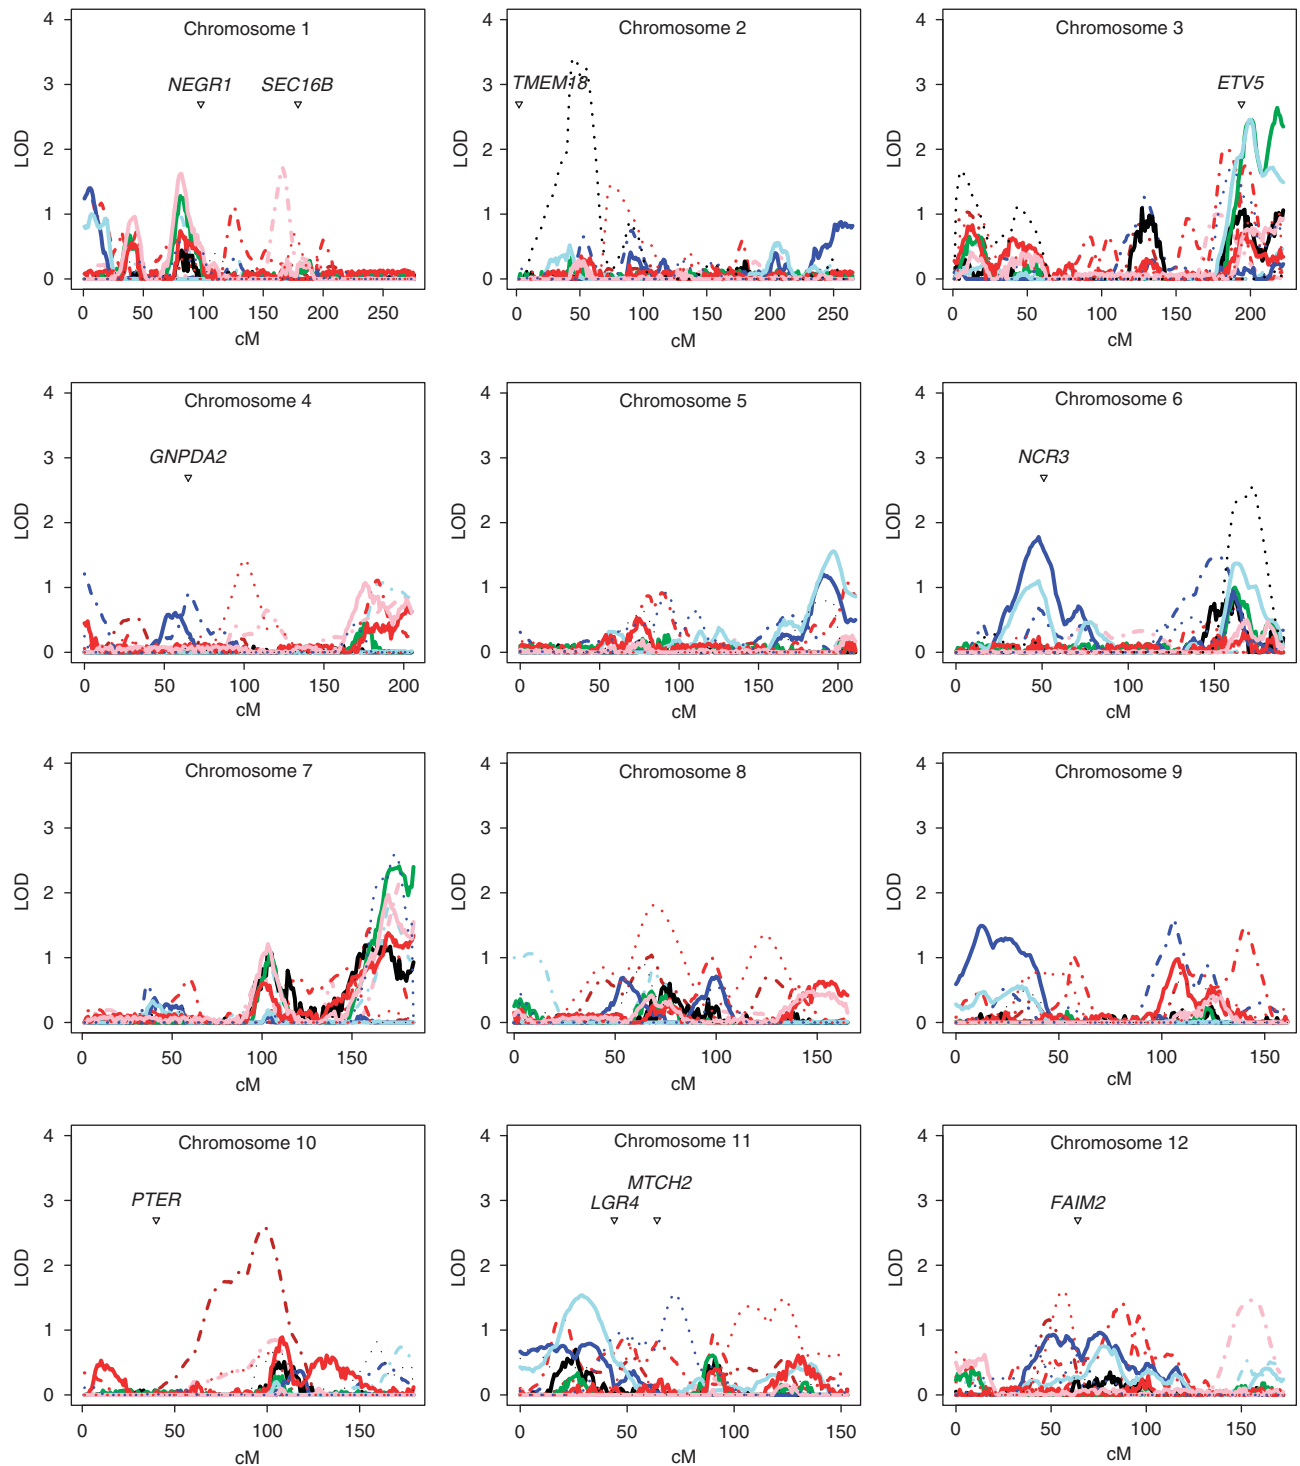 Chromosome 1
NEGR1 SEC16B
LOD
4
3
2
1
0
0 50 100 150 200 250
cM
Chromosome 2
TMEM18
LOD
4
3
2
1
0
0 50 100 150 200 250
cM
Chromosome 3
ETV5
LOD
4
3
2
1
0
0 50 100 150 200
cM
Chromosome 4
GNPDA2
LOD
4
3
2
1
0
0 50 100 150 200
cM
Chromosome 5
LOD
4
3
2
1
0
0 50 100 150 200
cM
Chromosome 6
NCR3
LOD
4
3
2
1
0
0 50 100 150
cM
Chromosome 7
LOD
4
3
2
1
0
0 50 100 150
cM
Chromosome 8
LOD
4
3
2
1
0
0 50 100 150
cM
Chromosome 9
LOD
4
3
2
1
0
0 50 100 150
cM
Chromosome 10
PTER
LOD
4
3
2
1
0
0 50 100 150
cM
Chromosome 11
MTCH2
LGR4
LOD
4
3
2
1
0
0 50 100 150
cM
Chromosome 12
FAIM2
LOD
4
3
2
1
0
0 50 100 150
cM